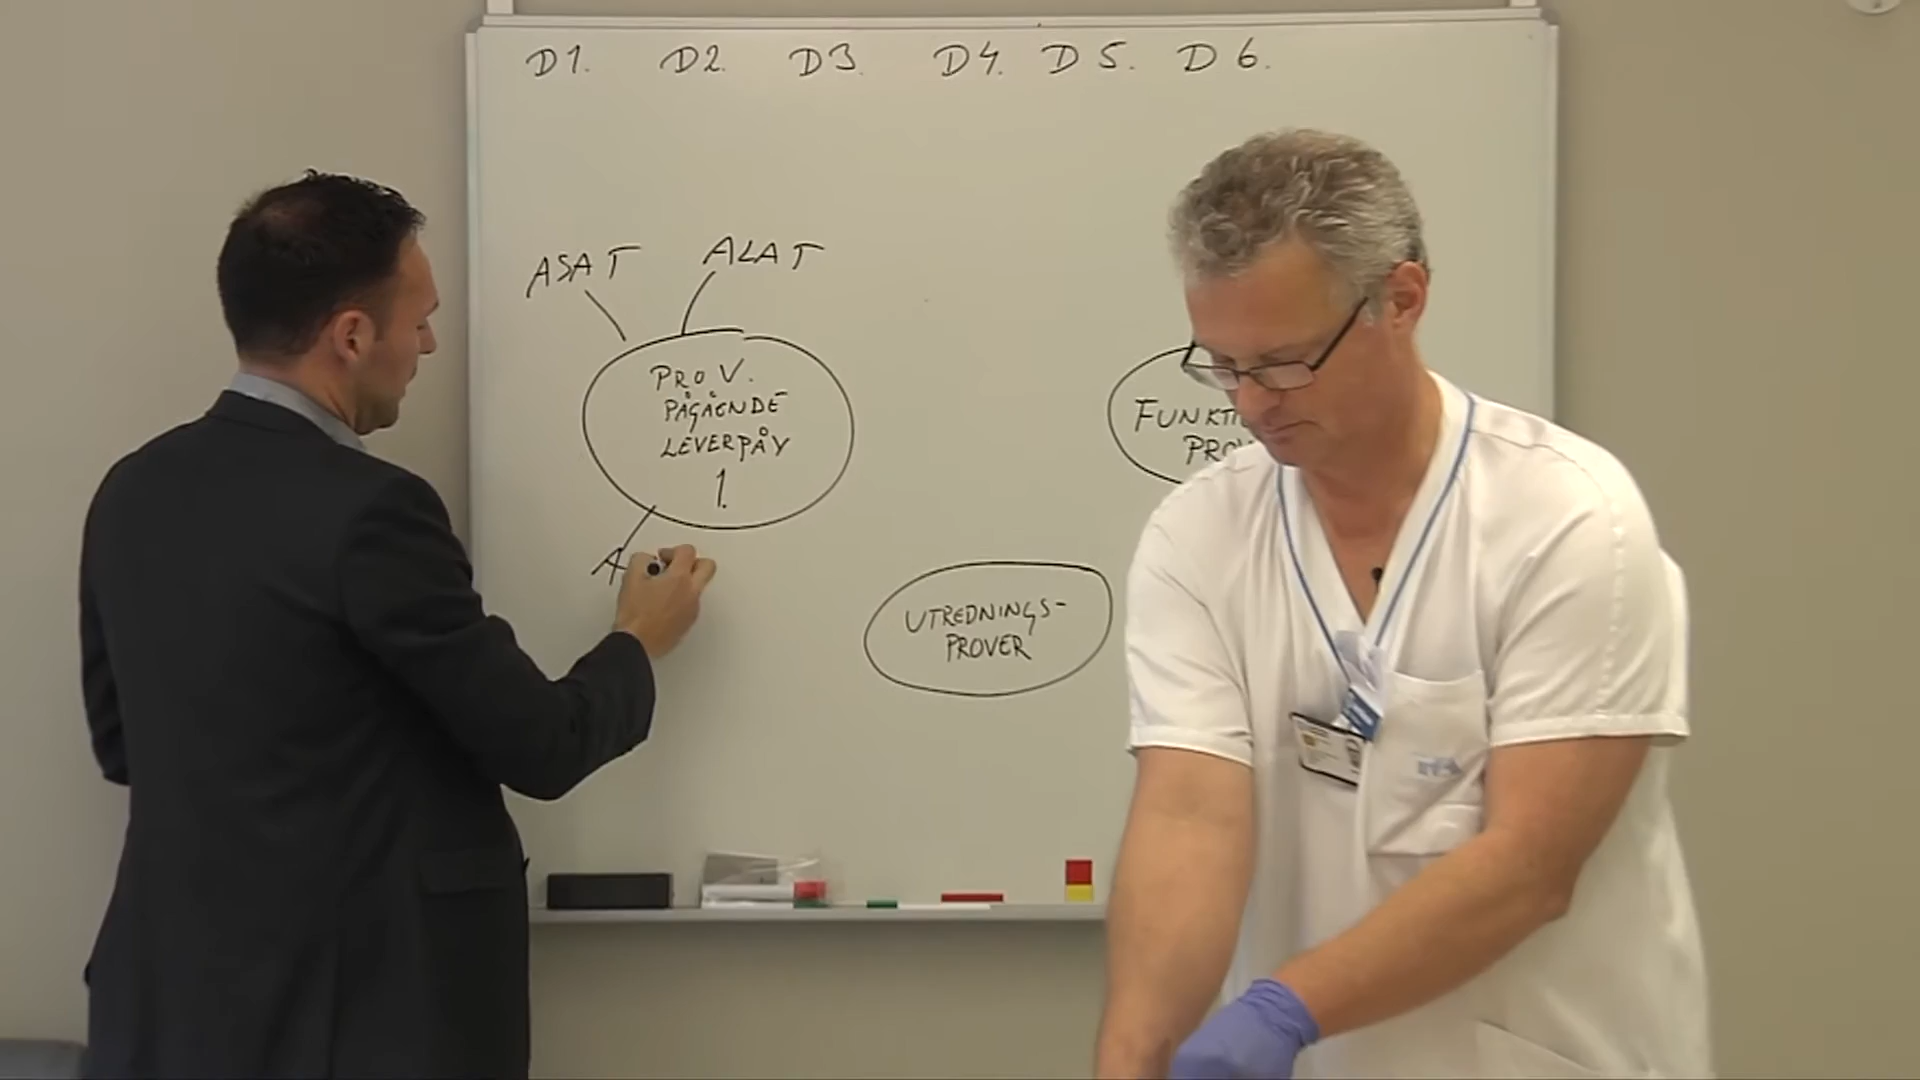 D1. D2. D3. D4. D5. D6.
ASAT ALAT
PROV.
PÅGÅENDE
LEVERPÅV
1.
A
UTREDNINGS-
PROVER